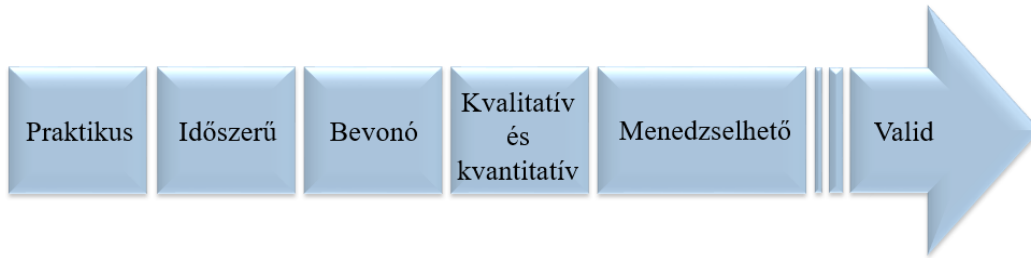 Praktikus
Időszerű
Bevonó
Kvalitatív
és
kvantitatív
Menedzselhető
Valid